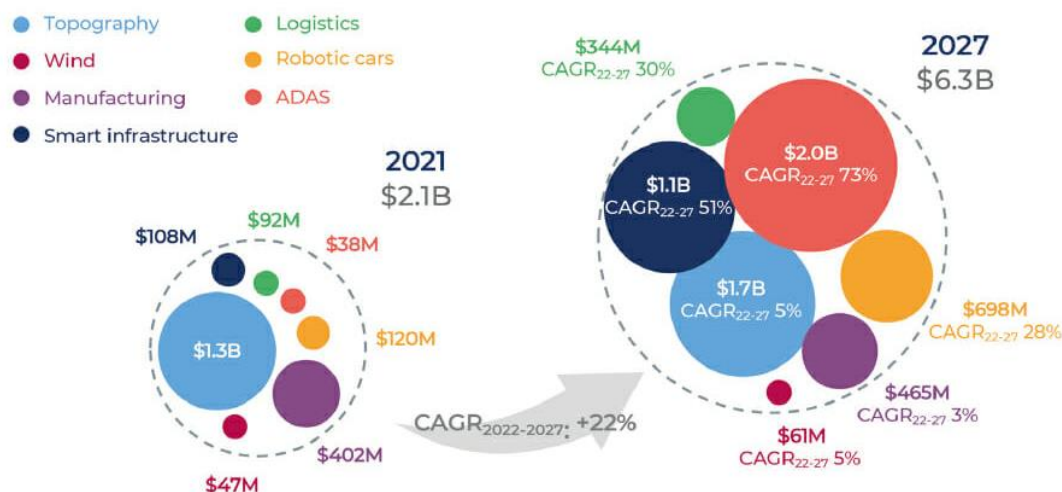 Topography
Logistics
Wind
Robotic cars
Manufacturing
ADAS
Smart infrastructure
2021
$2.1B
$108M
$92M
$38M
$1.3B
$120M
$402M
$47M
CAGR2022-2027: +22%
2027
$6.3B
$344M
CAGR22-27 30%
$2.0B
CAGR22-27 73%
$1.1B
CAGR22-27 51%
$1.7B
CAGR22-27 5%
$698M
CAGR22-27 28%
$465M
CAGR22-27 3%
$61M
CAGR22-27 5%